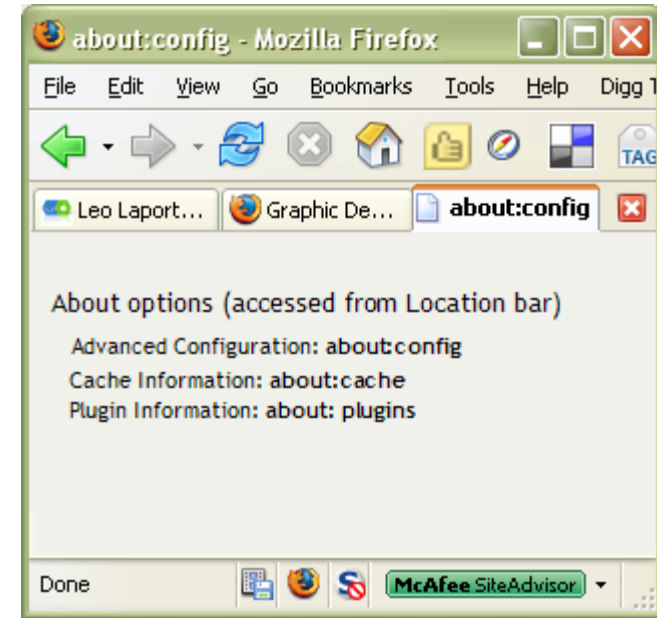 about:config - Mozilla Firefox
File Edit View Go Bookmarks Tools Help Digg
TAG
Leo Laport... Graphic De... about:config
About options (accessed from Location bar)
Advanced Configuration: about:config
Cache Information: about:cache
Plugin Information: about: plugins
Done McAfee SiteAdvisor